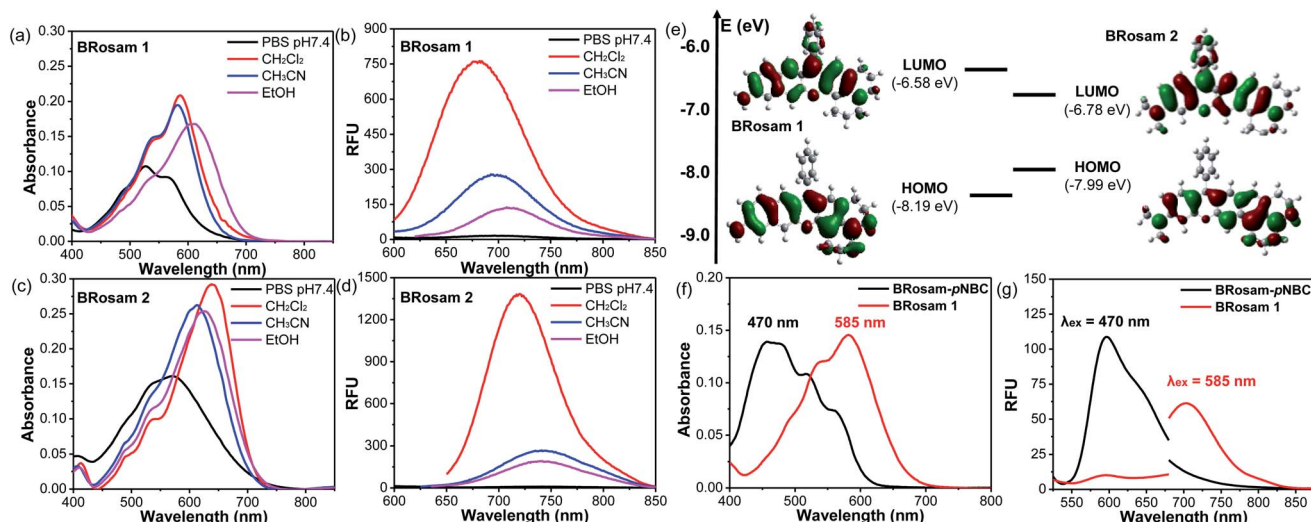 (a)
BRosam 1
PBS pH7.4
CH₂Cl₂
CH₃CN
EtOH
0.25
0.20
0.15
0.10
0.05
0.00
Absorbance
400 500 600 700 800
Wavelength (nm)
(b)
BRosam 1
PBS pH7.4
CH₂Cl₂
CH₃CN
EtOH
900
750
600
450
300
150
0
RFU
600 650 700 750 800 850
Wavelength (nm)
(c)
BRosam 2
PBS pH7.4
CH₂Cl₂
CH₃CN
EtOH
0.30
0.25
0.20
0.15
0.10
0.05
0.00
Absorbance
400 500 600 700 800
Wavelength (nm)
(d)
BRosam 2
PBS pH7.4
CH₂Cl₂
CH₃CN
EtOH
1500
1200
900
600
300
0
RFU
600 650 700 750 800 850
Wavelength (nm)
(e)
E (eV)
-6.0
-7.0
-8.0
-9.0
BRosam 1
LUMO
(-6.58 eV)
HOMO
(-8.19 eV)
BRosam 2
LUMO
(-6.78 eV)
HOMO
(-7.99 eV)
(f)
BRosam-pNBC
BRosam 1
470 nm
585 nm
0.20
0.15
0.10
0.05
0.00
Absorbance
400 500 600 700 800
Wavelength (nm)
(g)
BRosam-pNBC
BRosam 1
λex = 470 nm
λex = 585 nm
150
125
100
75
50
25
0
RFU
550 600 650 700 750 800 850
Wavelength (nm)